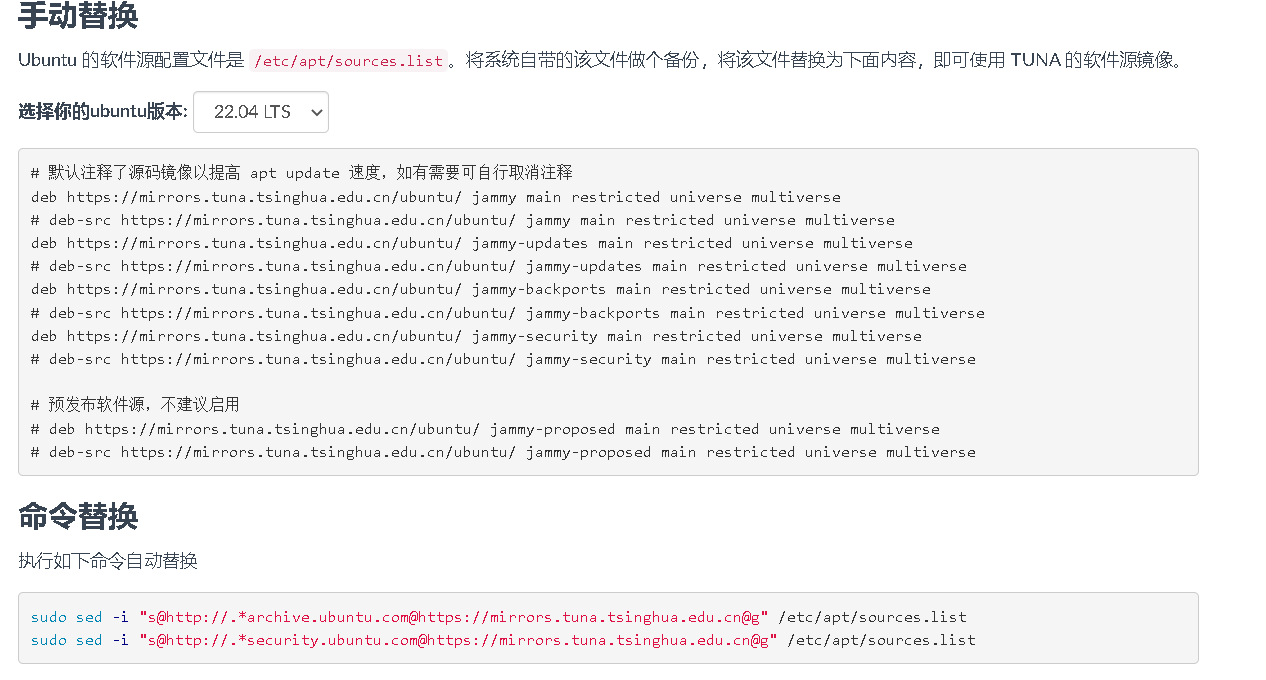 手动替换
Ubuntu 的软件源配置文件是 /etc/apt/sources.list。将系统自带的该文件做个备份，将该文件替换为下面内容，即可使用 TUNA 的软件源镜像。
选择你的ubuntu版本: 22.04 LTS
# 默认注释了源码镜像以提高 apt update 速度，如有需要可自行取消注释
deb https://mirrors.tuna.tsinghua.edu.cn/ubuntu/ jammy main restricted universe multiverse
# deb-src https://mirrors.tuna.tsinghua.edu.cn/ubuntu/ jammy main restricted universe multiverse
deb https://mirrors.tuna.tsinghua.edu.cn/ubuntu/ jammy-updates main restricted universe multiverse
# deb-src https://mirrors.tuna.tsinghua.edu.cn/ubuntu/ jammy-updates main restricted universe multiverse
deb https://mirrors.tuna.tsinghua.edu.cn/ubuntu/ jammy-backports main restricted universe multiverse
# deb-src https://mirrors.tuna.tsinghua.edu.cn/ubuntu/ jammy-backports main restricted universe multiverse
deb https://mirrors.tuna.tsinghua.edu.cn/ubuntu/ jammy-security main restricted universe multiverse
# deb-src https://mirrors.tuna.tsinghua.edu.cn/ubuntu/ jammy-security main restricted universe multiverse
# 预发布软件源，不建议启用
# deb https://mirrors.tuna.tsinghua.edu.cn/ubuntu/ jammy-proposed main restricted universe multiverse
# deb-src https://mirrors.tuna.tsinghua.edu.cn/ubuntu/ jammy-proposed main restricted universe multiverse
命令替换
执行如下命令自动替换
sudo sed -i "s@http://.*archive.ubuntu.com@https://mirrors.tuna.tsinghua.edu.cn@g" /etc/apt/sources.list
sudo sed -i "s@http://.*security.ubuntu.com@https://mirrors.tuna.tsinghua.edu.cn@g" /etc/apt/sources.list